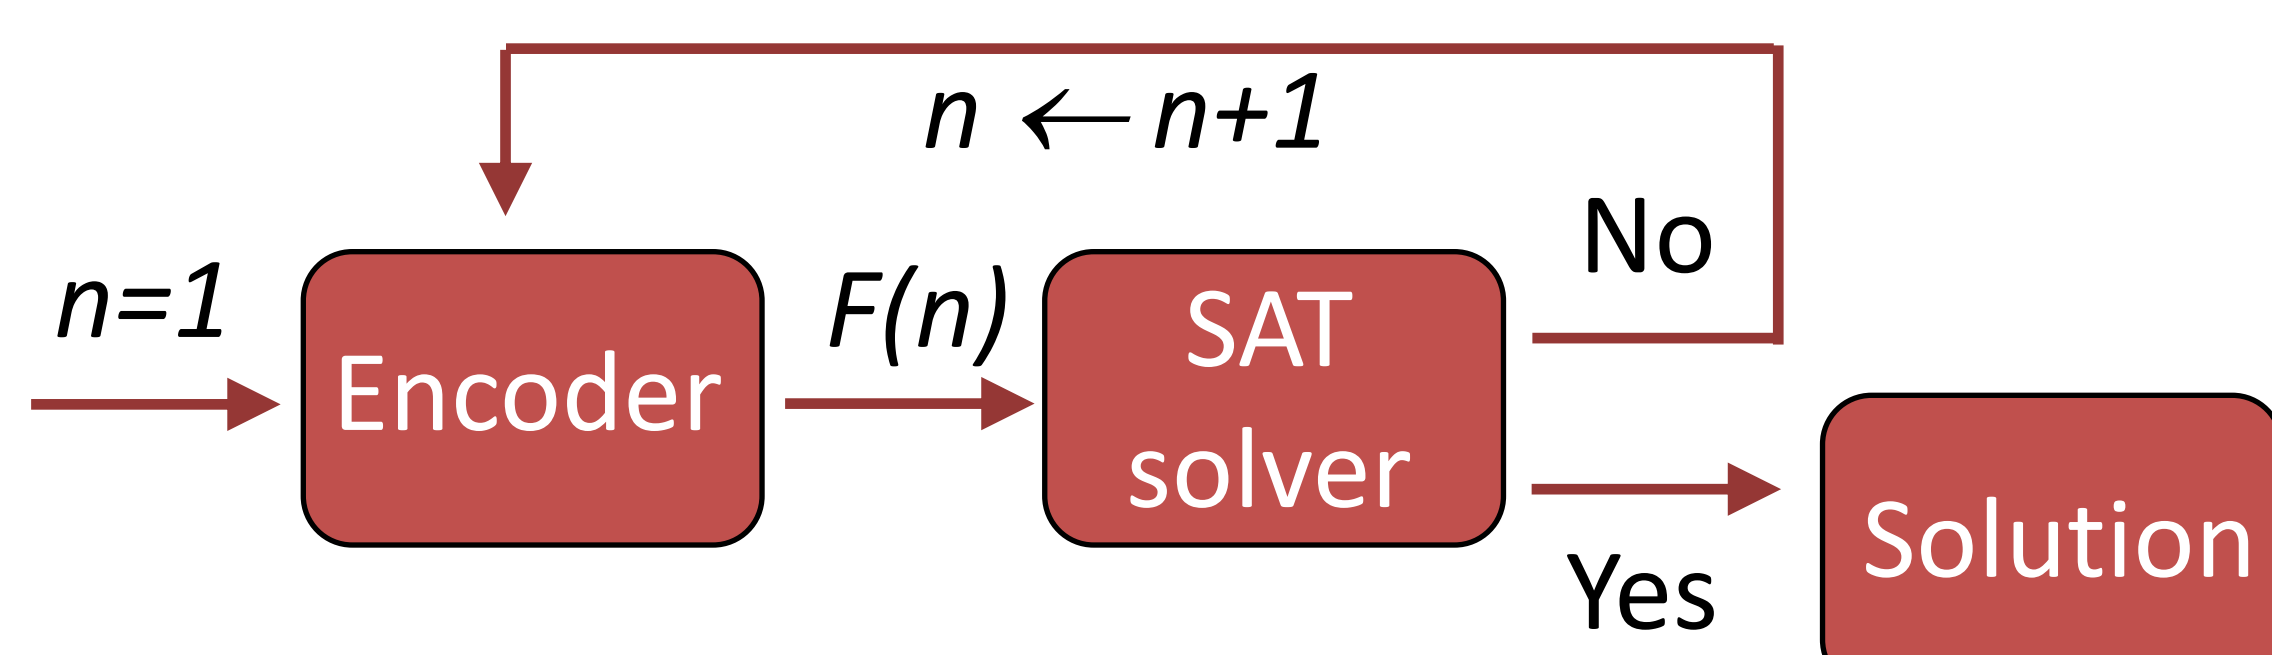 n ← n+1
No
n=1
Encoder
F(n)
SAT
solver
Yes
Solution